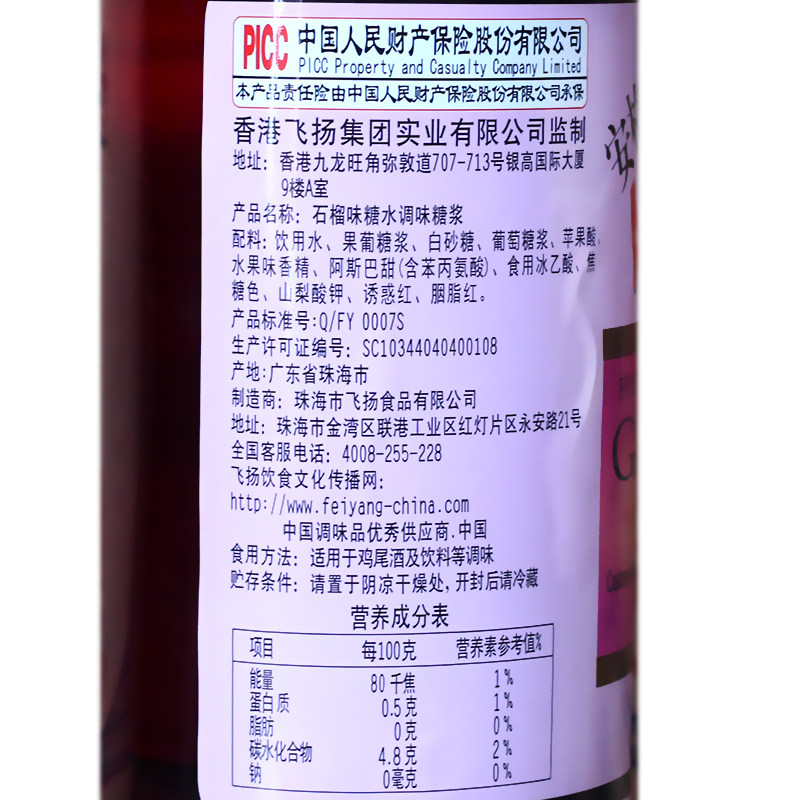 PICC 中国人民财产保险股份有限公司
PICC Property and Casualty Company Limited
本产品责任险由中国人民财产保险股份有限公司承保
香港飞扬集团实业有限公司监制
地址：香港九龙旺角弥敦道707-713号银高国际大厦
9楼A室
产品名称：石榴味糖水调味糖浆
配料：饮用水、果葡糖浆、白砂糖、葡萄糖浆、苹果酸、
水果味香精、阿斯巴甜(含苯丙氨酸)、食用冰乙酸、焦
糖色、山梨酸钾、诱惑红、胭脂红。
产品标准号:Q/FY 0007S
生产许可证编号：SC10344040400108
产地:广东省珠海市
制造商：珠海市飞扬食品有限公司
地址：珠海市金湾区联港工业区红灯片区永安路21号
全国客服电话：4008-255-228
飞扬饮食文化传播网：
http://www.feiyang-china.com
中国调味品优秀供应商.中国
食用方法：适用于鸡尾酒及饮料等调味
贮存条件：请置于阴凉干燥处,开封后请冷藏
营养成分表
项目 每100克 营养素参考值%
能量 80千焦 1%
蛋白质 0.5克 1%
脂肪 0克 0%
碳水化合物 4.8克 2%
钠 0毫克 0%
安
G